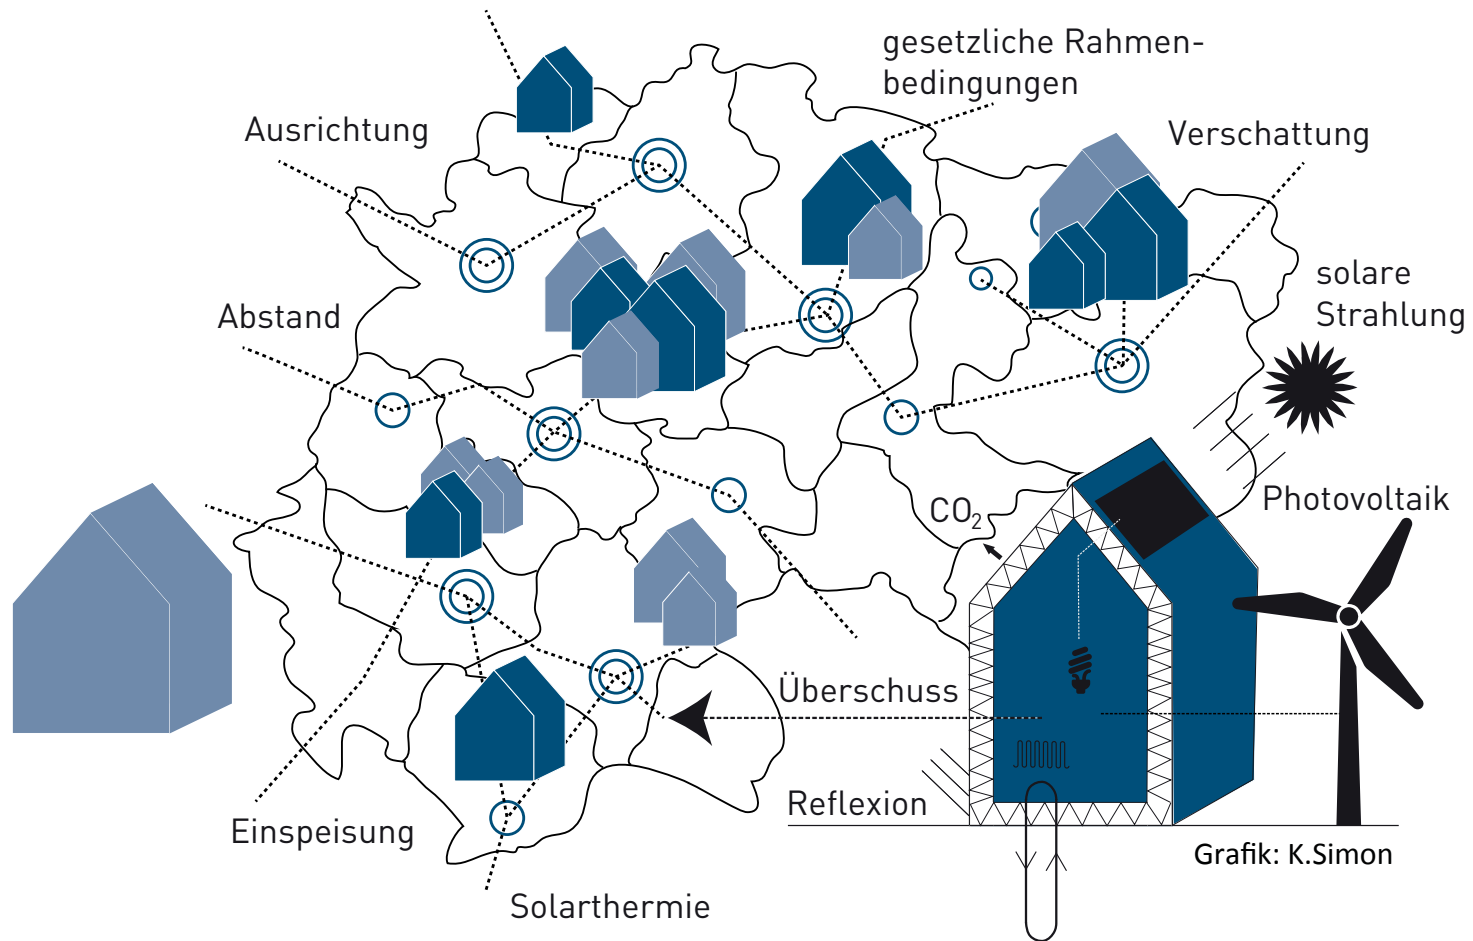 gesetzliche Rahmen-
bedingungen
Ausrichtung
Verschattung
solare
Strahlung
Abstand
Photovoltaik
CO₂
Überschuss
Reflexion
Einspeisung
Grafik: K.Simon
Solarthermie